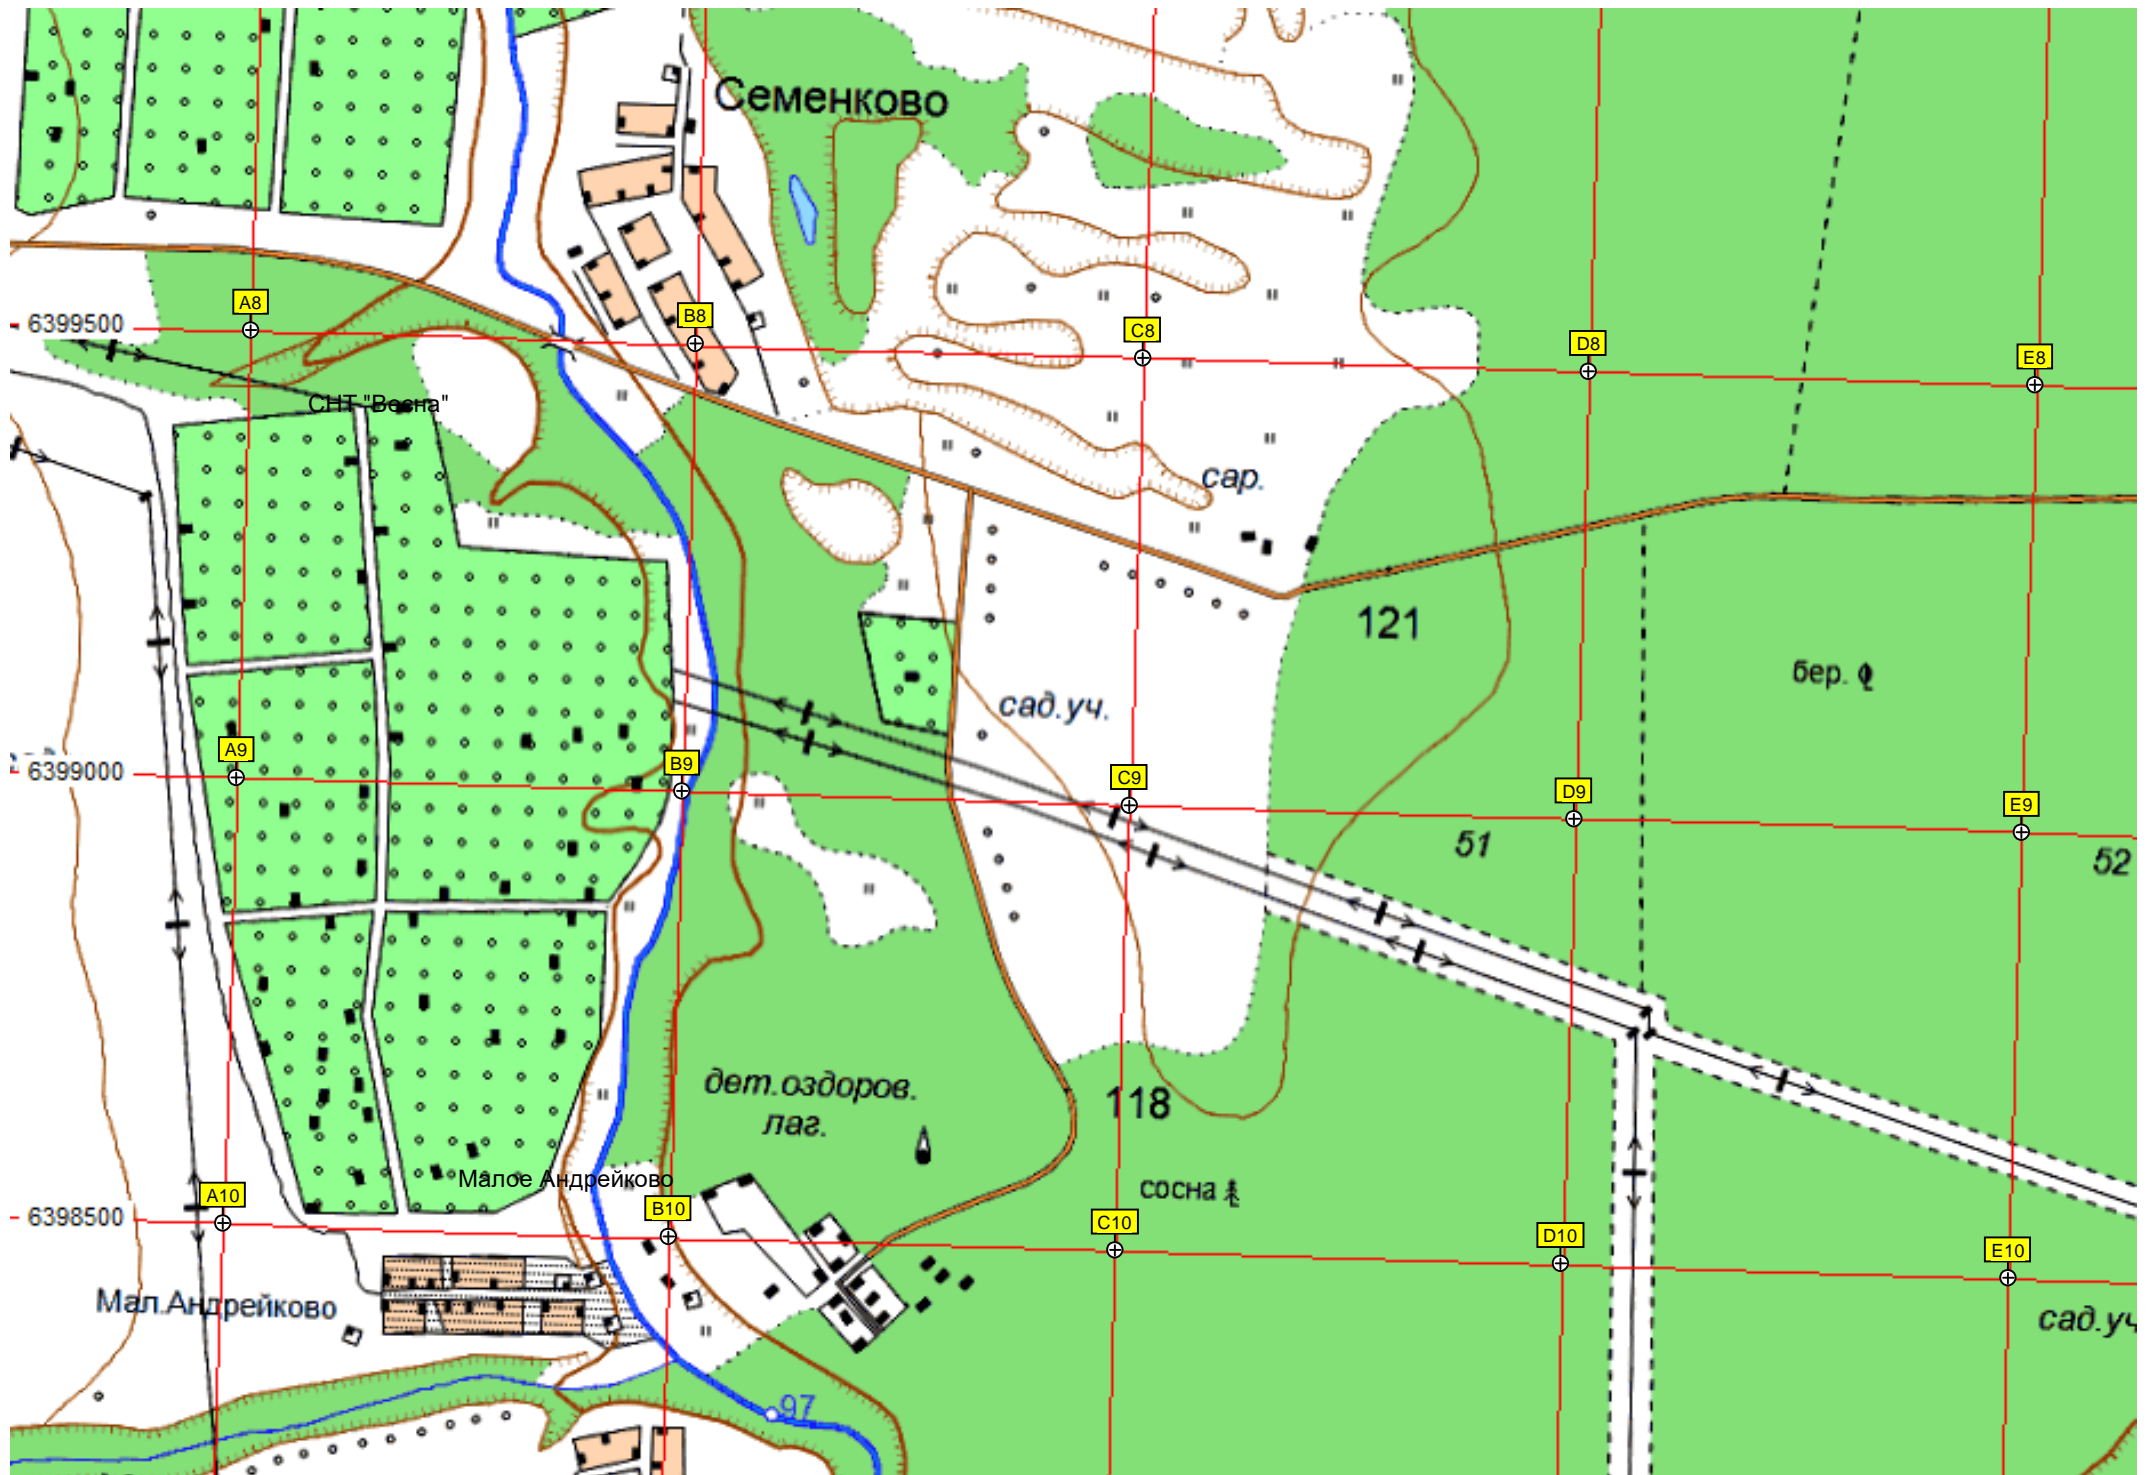 Семенково
A8
B8
C8
D8
E8
6399500
СНТ "Весна"
сар.
121
бер.
сад.уч.
A9
B9
C9
D9
E9
6399000
51
52
дет.оздоров.
лаг.
118
Малое Андрейково
сосна
A10
B10
C10
D10
E10
6398500
Мал.Андрейково
сад.уч
97